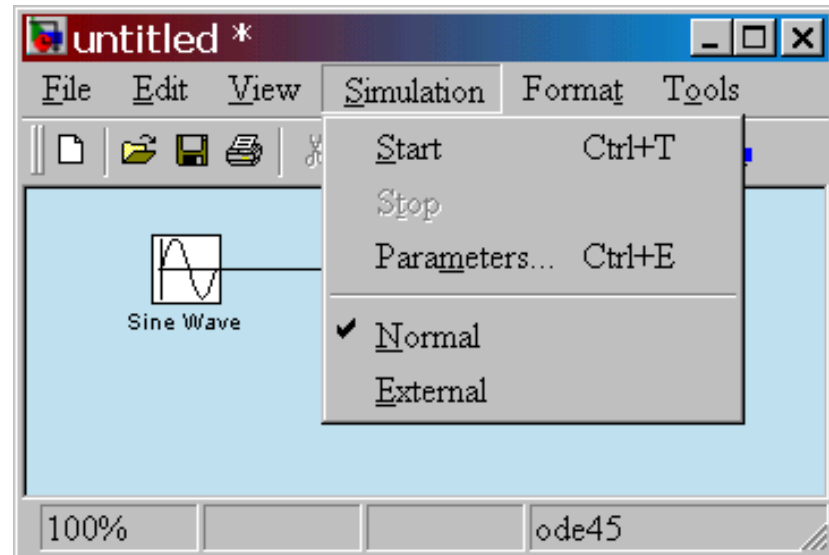 untitled *
File Edit View Simulation Format Tools
Start Ctrl+T
Stop
Parameters... Ctrl+E
Normal
External
Sine Wave
100% ode45